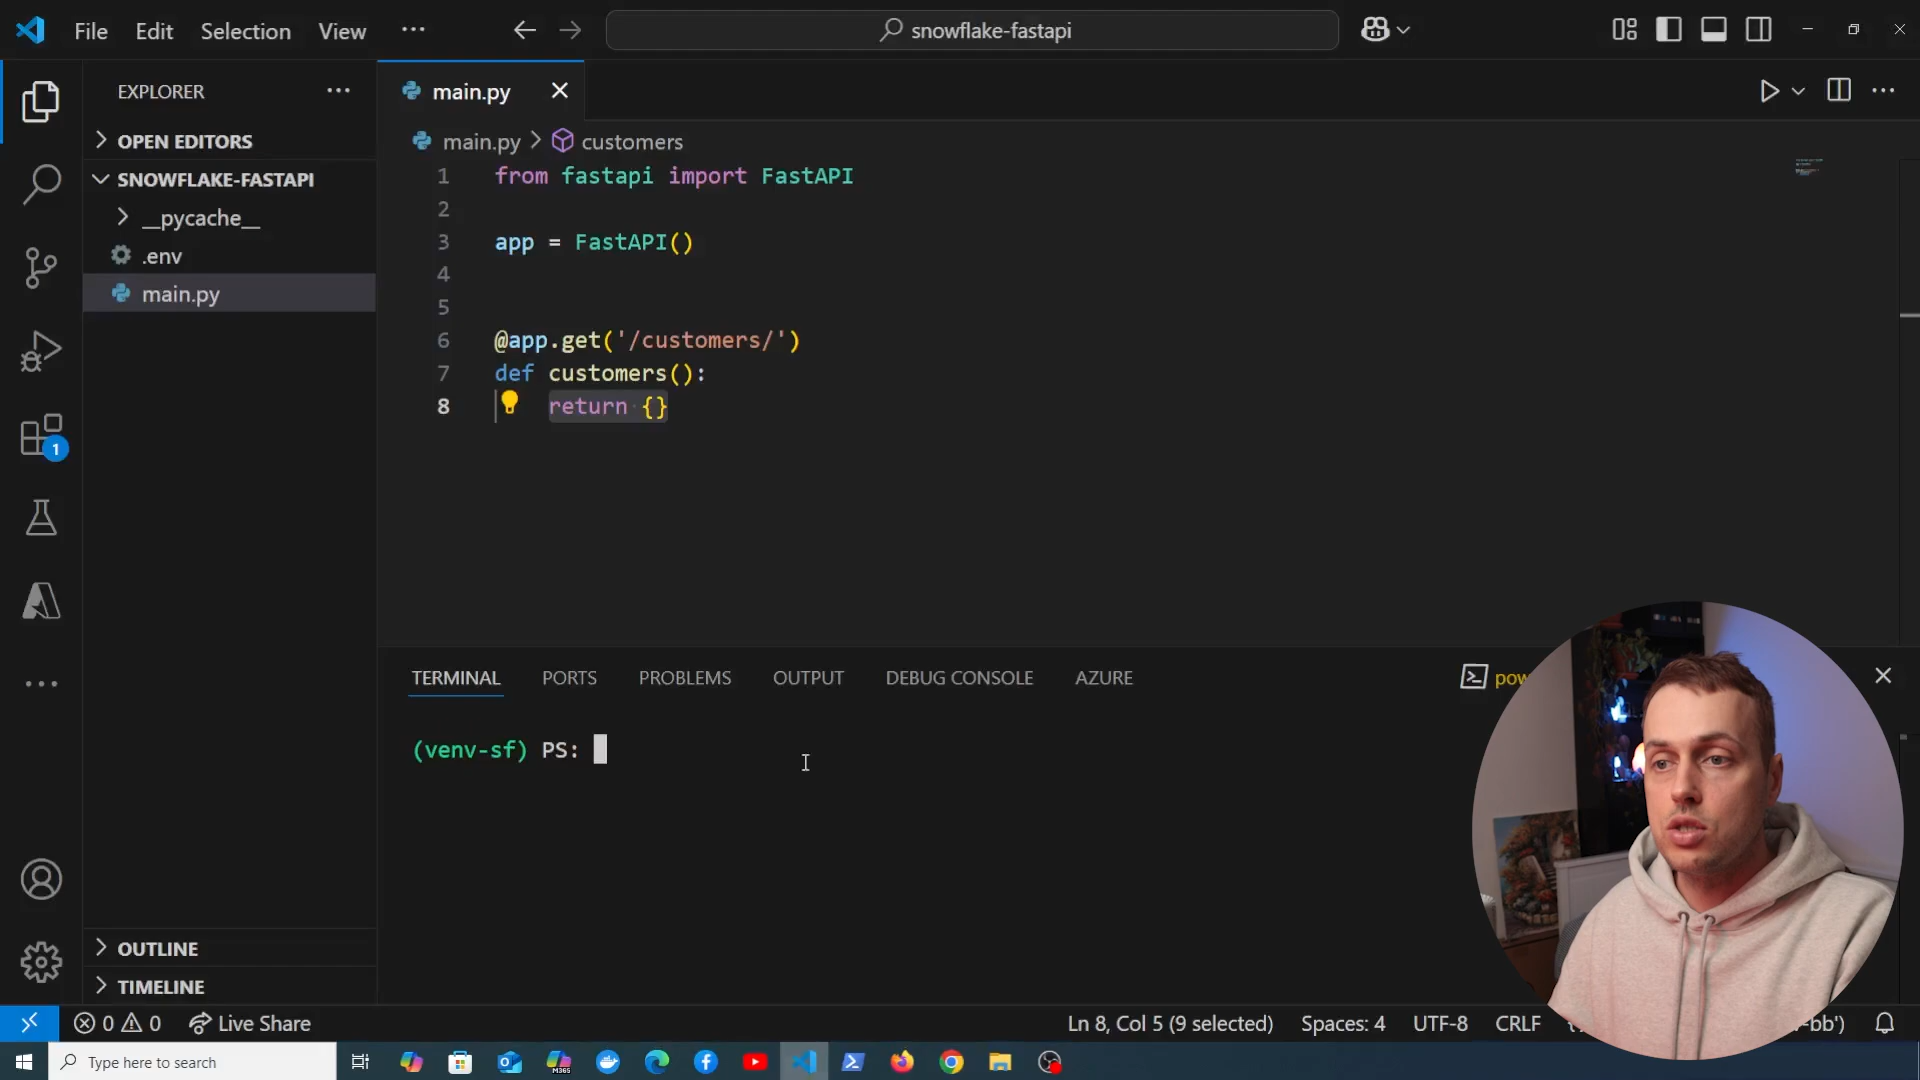 File Edit Selection View ...
snowflake-fastapi
EXPLORER
OPEN EDITORS
SNOWFLAKE-FASTAPI
__pycache__
.env
main.py
1
main.py
main.py > customers
1 from fastapi import FastAPI
2
3 app = FastAPI()
4
5
6 @app.get('/customers/')
7 def customers():
8 return {}
TERMINAL PORTS PROBLEMS OUTPUT DEBUG CONSOLE AZURE
(venv-sf) PS:
OUTLINE
TIMELINE
0 0 Live Share
Ln 8, Col 5 (9 selected) Spaces: 4 UTF-8 CRLF
Type here to search